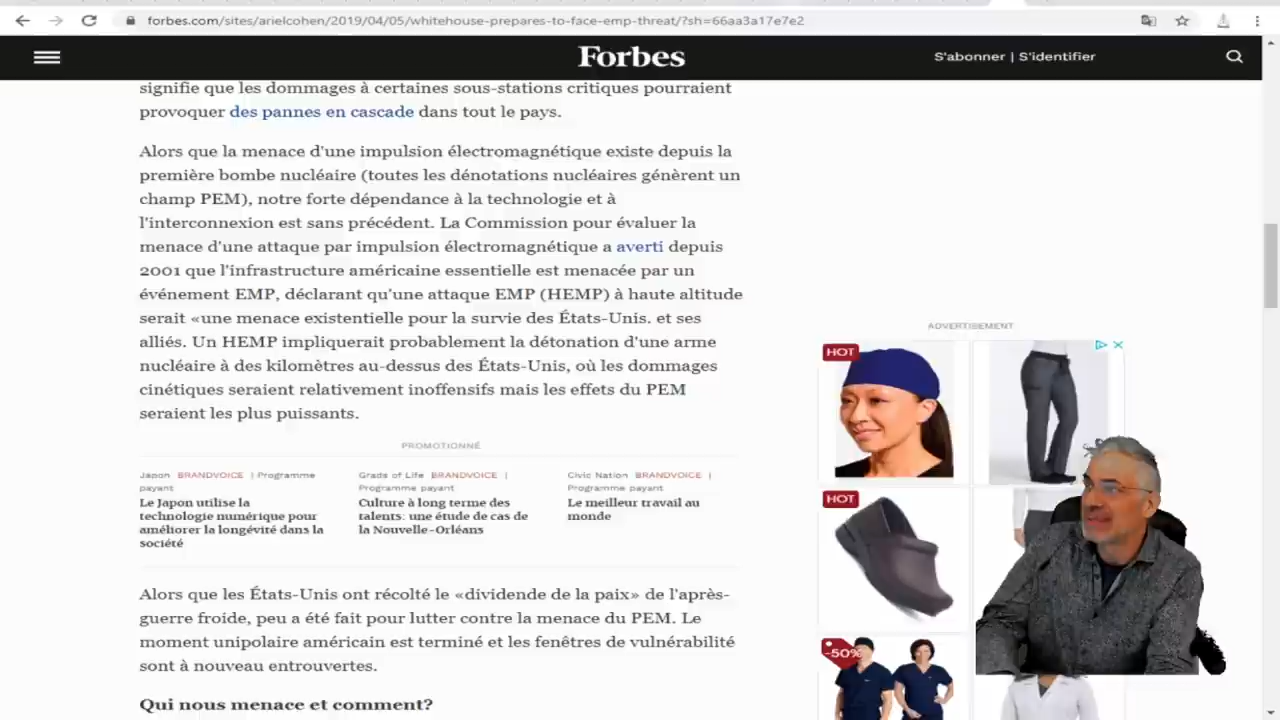 forbes.com/sites/arielcohen/2019/04/05/whitehouse-prepares-to-face-emp-threat/?sh=66aa3a17e7e2
Forbes
S'abonner | S'identifier
signifie que les dommages à certaines sous-stations critiques pourraient
provoquer des pannes en cascade dans tout le pays.
Alors que la menace d'une impulsion électromagnétique existe depuis la
première bombe nucléaire (toutes les dénotations nucléaires génèrent un
champ PEM), notre forte dépendance à la technologie et à
l'interconnexion est sans précédent. La Commission pour évaluer la
menace d'une attaque par impulsion électromagnétique a averti depuis
2001 que l'infrastructure américaine essentielle est menacée par un
événement EMP, déclarant qu'une attaque EMP (HEMP) à haute altitude
serait «une menace existentielle pour la survie des États-Unis. et ses
alliés. Un HEMP impliquerait probablement la détonation d'une arme
nucléaire à des kilomètres au-dessus des États-Unis, où les dommages
cinétiques seraient relativement inoffensifs mais les effets du PEM
seraient les plus puissants.
PROMOTIONNÉ
Japon BRANDVOICE | Programme
payant
Le Japon utilise la
technologie numérique pour
améliorer la longévité dans la
société
Grads of Life BRANDVOICE |
Programme payant
Culture à long terme des
talents: une étude de cas de
la Nouvelle-Orléans
Civic Nation BRANDVOICE |
Programme payant
Le meilleur travail au
monde
Alors que les États-Unis ont récolté le «dividende de la paix» de l'après-
guerre froide, peu a été fait pour lutter contre la menace du PEM. Le
moment unipolaire américain est terminé et les fenêtres de vulnérabilité
sont à nouveau entrouvertes.
Qui nous menace et comment?
ADVERTISEMENT
HOT
HOT
-50%